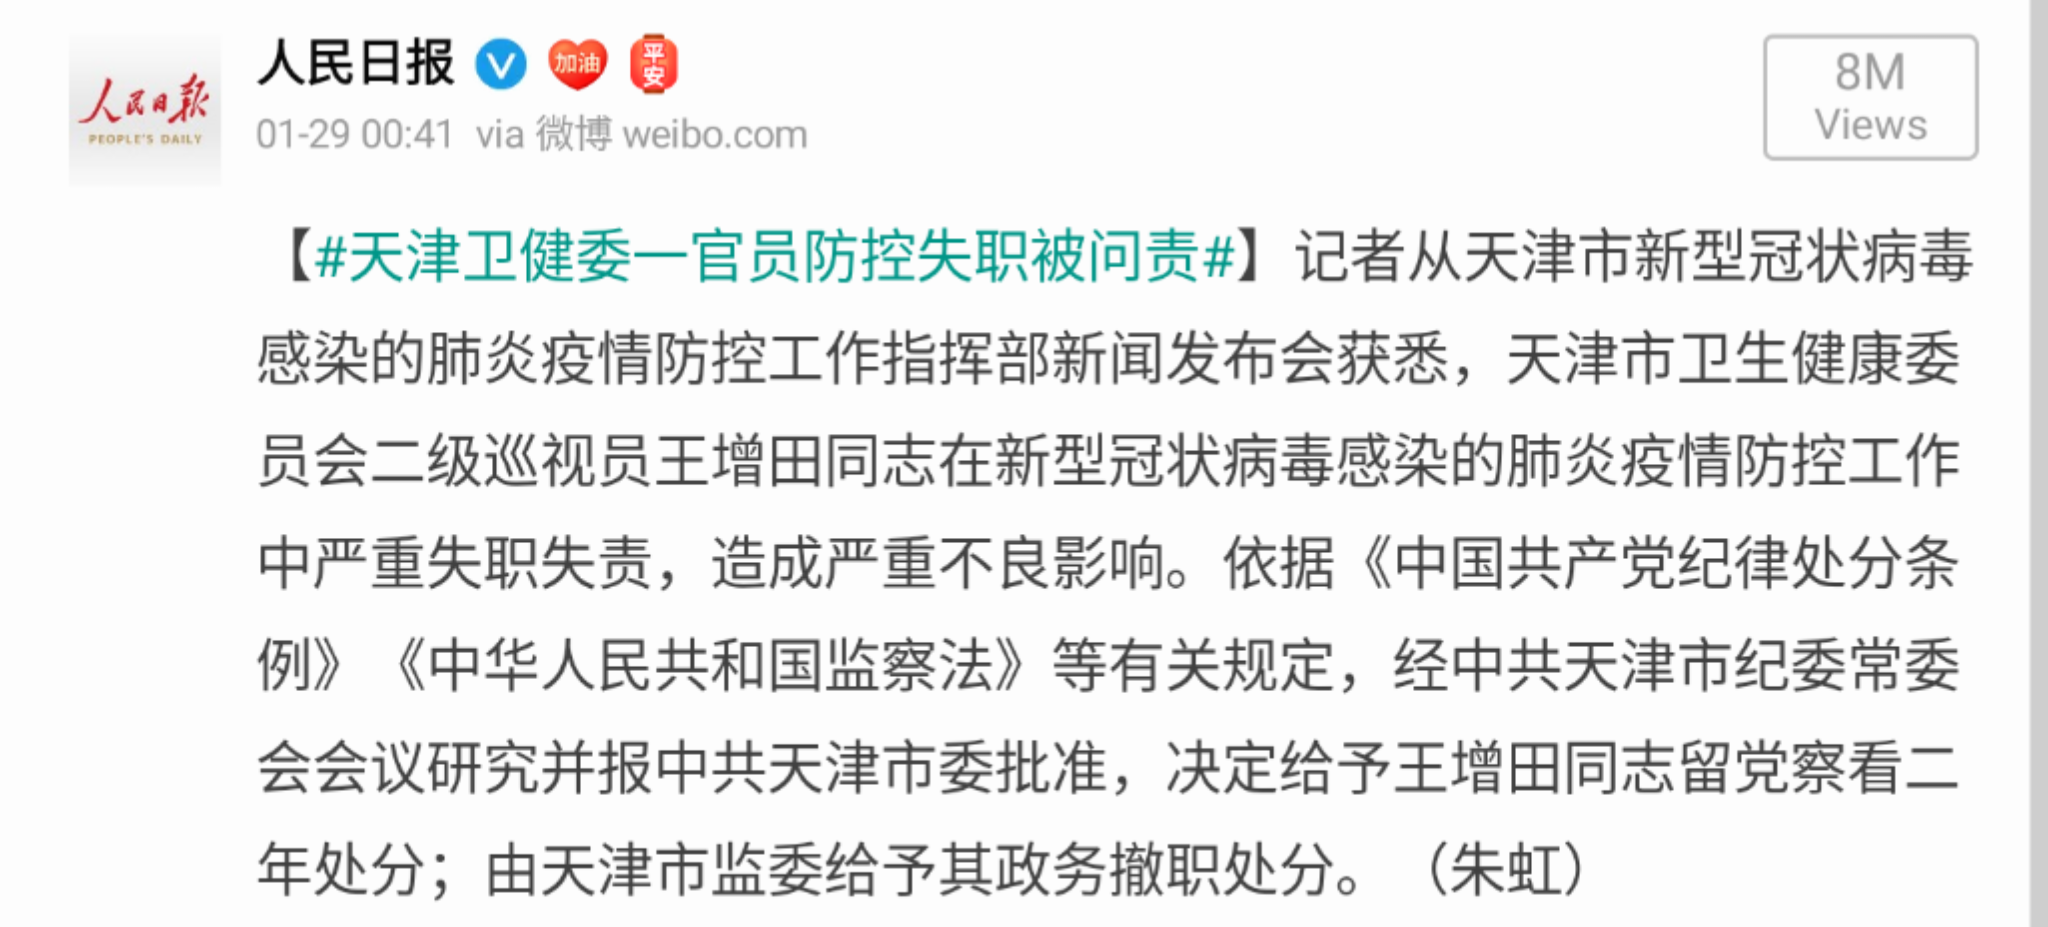 人民日报
PEOPLE'S DAILY
人民日报 V 加油 平安
01-29 00:41 via 微博 weibo.com
8M
Views
【#天津卫健委一官员防控失职被问责#】记者从天津市新型冠状病毒
感染的肺炎疫情防控工作指挥部新闻发布会获悉，天津市卫生健康委
员会二级巡视员王增田同志在新型冠状病毒感染的肺炎疫情防控工作
中严重失职失责，造成严重不良影响。依据《中国共产党纪律处分条
例》《中华人民共和国监察法》等有关规定，经中共天津市纪委常委
会会议研究并报中共天津市委批准，决定给予王增田同志留党察看二
年处分；由天津市监委给予其政务撤职处分。（朱虹）